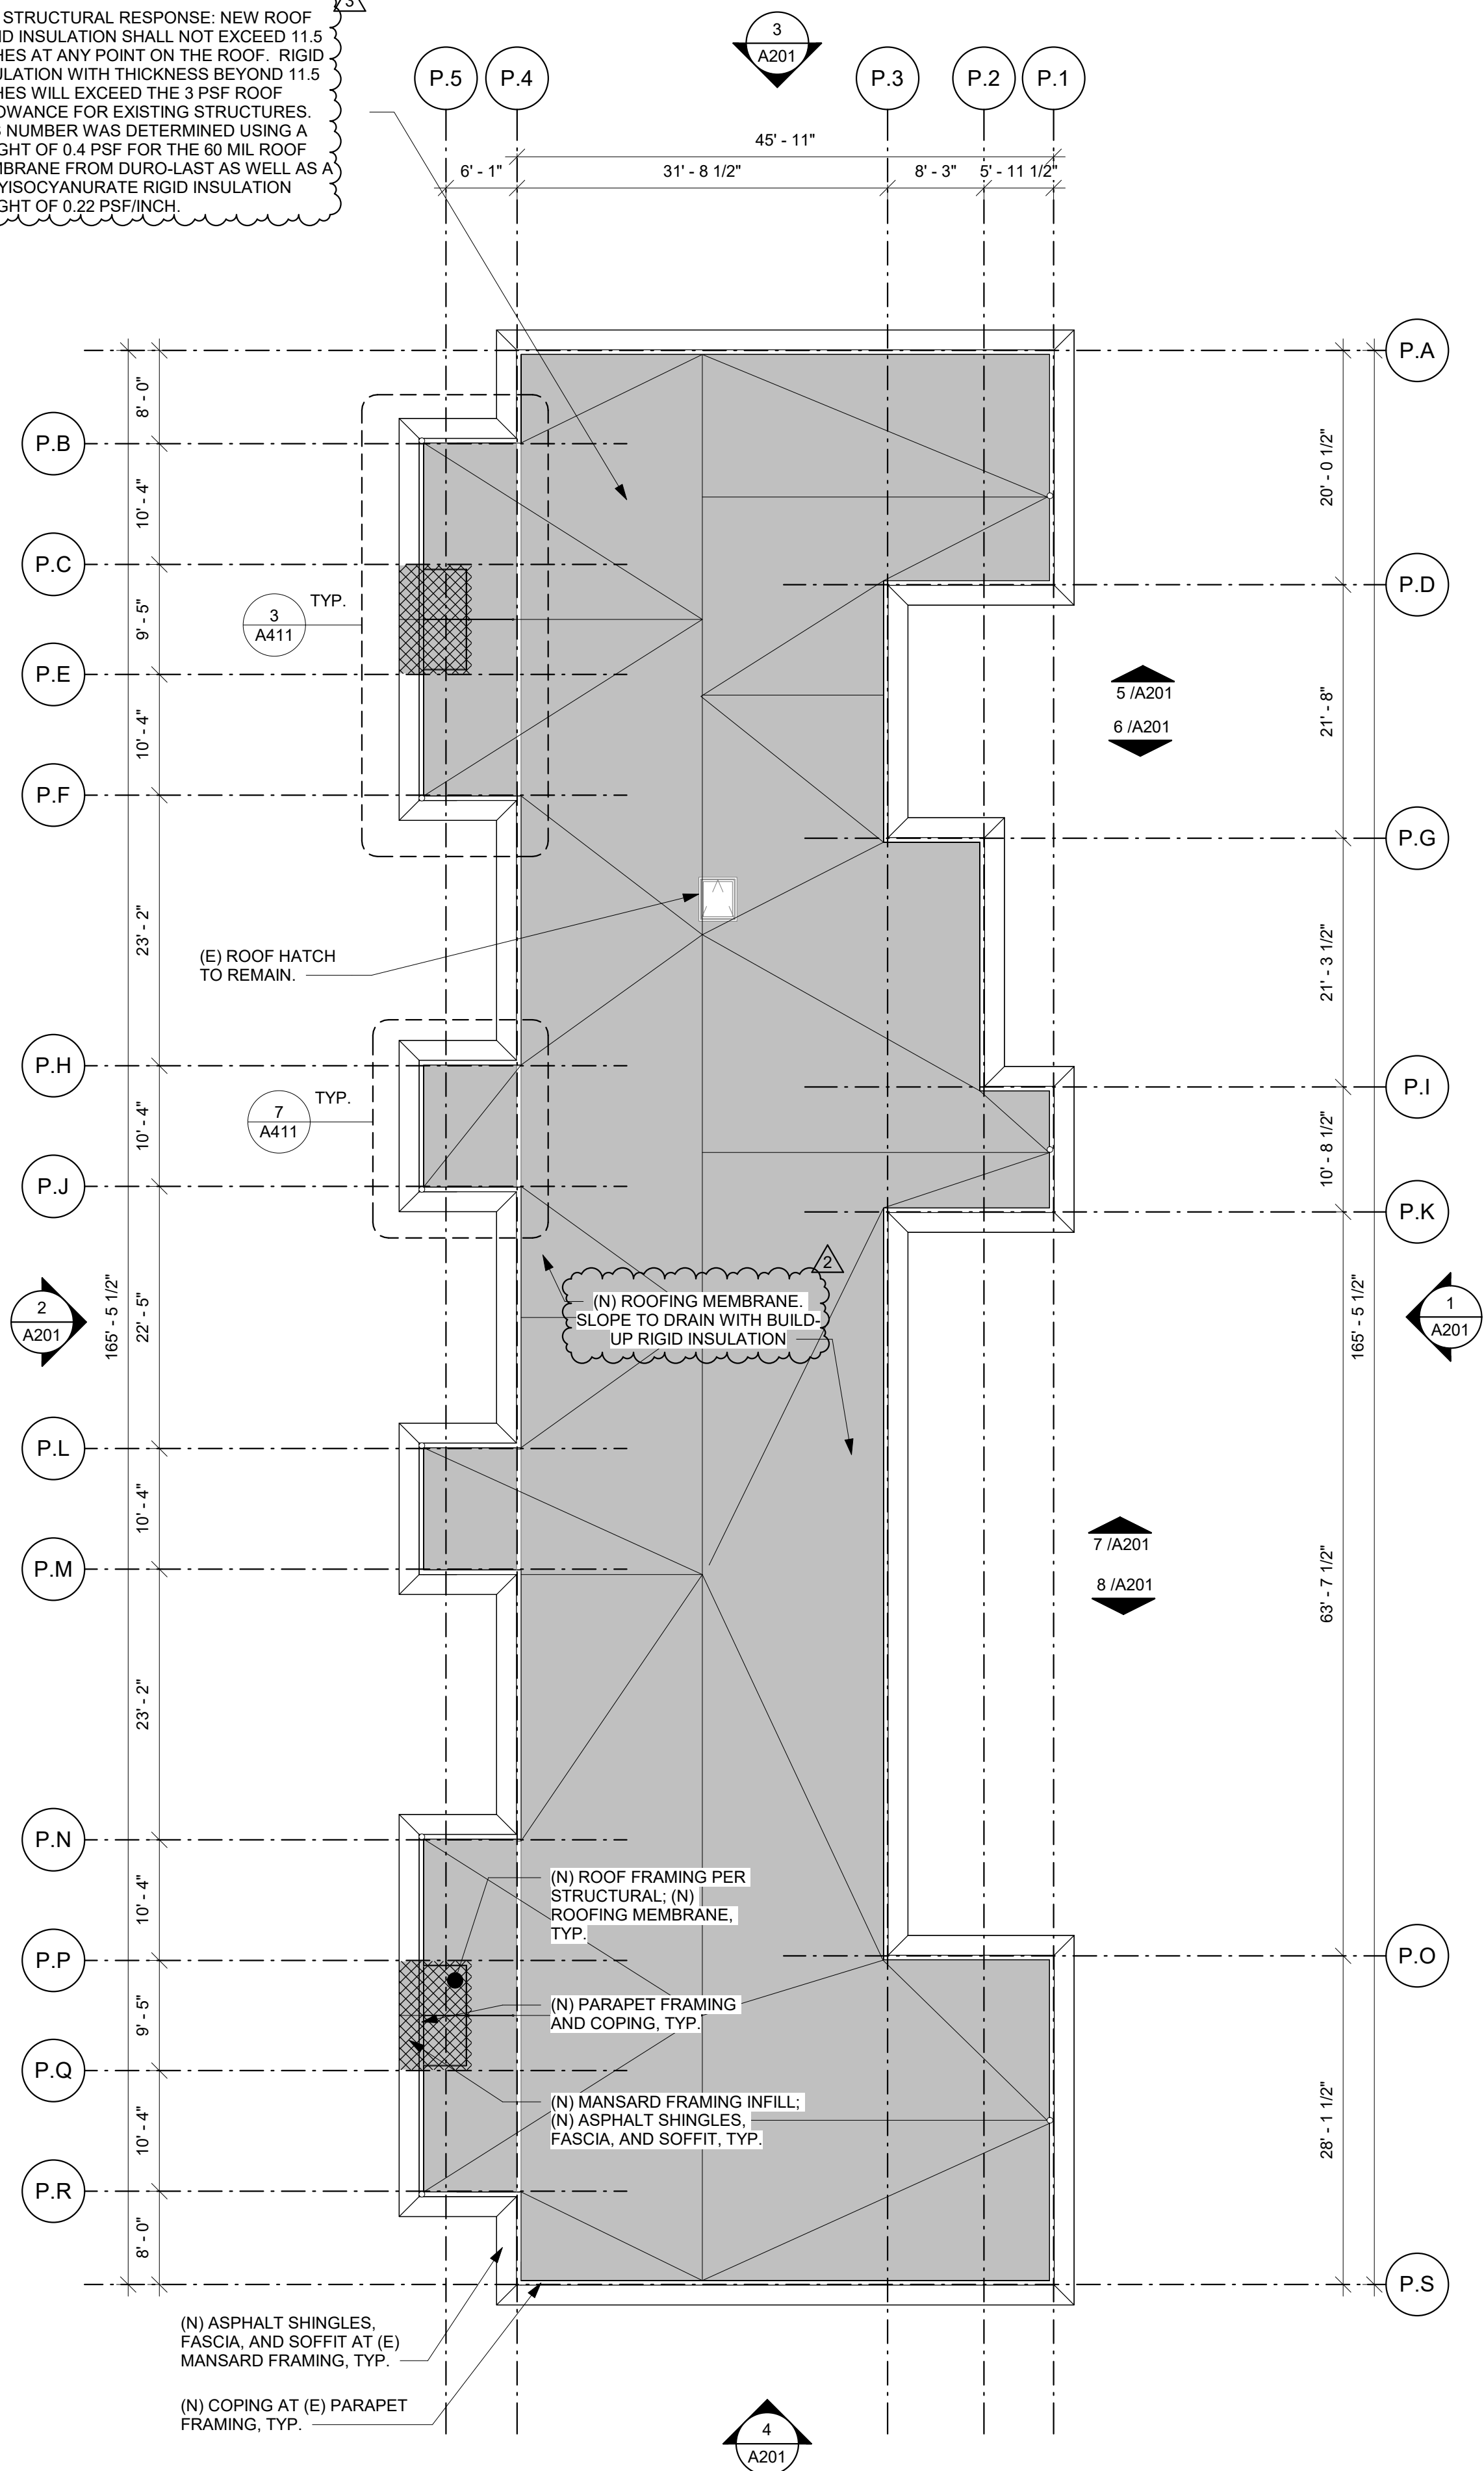 3
STRUCTURAL RESPONSE: NEW ROOF
INSULATION SHALL NOT EXCEED 11.5
AT ANY POINT ON THE ROOF. RIGID
WITH THICKNESS BEYOND 11.5
WILL EXCEED THE 3 PSF ROOF
FOR EXISTING STRUCTURES.
NUMBER WAS DETERMINED USING A
OF 0.4 PSF FOR THE 60 MIL ROOF
FROM DURO-LAST AS WELL AS A
RIGID INSULATION
OF 0.22 PSF/INCH.
3
A201
P.5
P.4
P.3
P.2
P.1
45' - 11"
6' - 1"
31' - 8 1/2"
8' - 3"
5' - 11 1/2"
P.A
8' - 0"
P.B
20' - 0 1/2"
10' - 4"
P.C
P.D
TYP.
3
A411
9' - 5"
P.E
5 /A201
6 /A201
21' - 8"
10' - 4"
P.F
P.G
23' - 2"
(E) ROOF HATCH
TO REMAIN.
21' - 3 1/2"
P.H
P.I
TYP.
7
A411
10' - 4"
10' - 8 1/2"
P.J
P.K
2
(N) ROOFING MEMBRANE.
SLOPE TO DRAIN WITH BUILD-
UP RIGID INSULATION
2
A201
165' - 5 1/2"
22' - 5"
165' - 5 1/2"
1
A201
P.L
10' - 4"
7 /A201
8 /A201
P.M
63' - 7 1/2"
23' - 2"
P.N
(N) ROOF FRAMING PER
STRUCTURAL; (N)
ROOFING MEMBRANE,
TYP.
10' - 4"
P.P
P.O
9' - 5"
(N) PARAPET FRAMING
AND COPING, TYP.
P.Q
(N) MANSARD FRAMING INFILL;
(N) ASPHALT SHINGLES,
FASCIA, AND SOFFIT, TYP.
10' - 4"
28' - 1 1/2"
P.R
8' - 0"
P.S
(N) ASPHALT SHINGLES,
FASCIA, AND SOFFIT AT (E)
MANSARD FRAMING, TYP.
(N) COPING AT (E) PARAPET
FRAMING, TYP.
4
A201